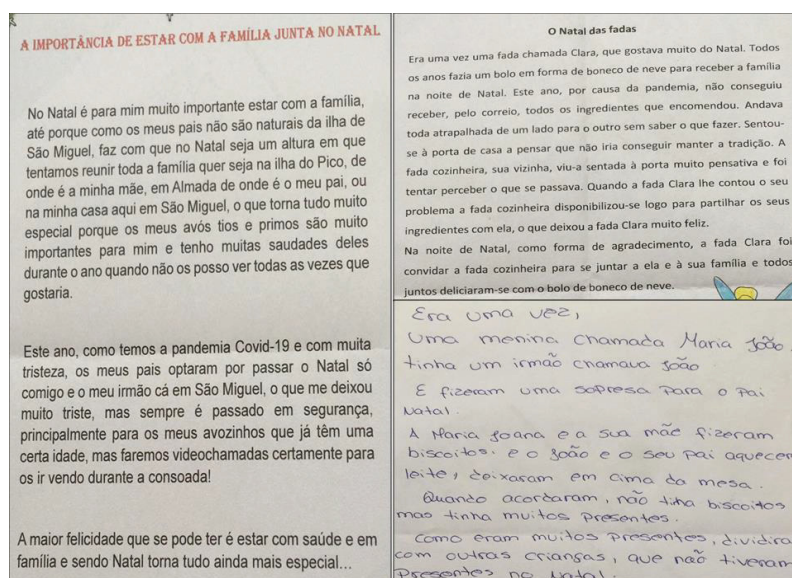 A IMPORTÂNCIA DE ESTAR COM A FAMÍLIA JUNTA NO NATAL
No Natal é para mim muito importante estar com a família,
até porque como os meus pais não são naturais da ilha de
São Miguel, faz com que no Natal seja um altura em que
tentamos reunir toda a família quer seja na ilha do Pico, de
onde é a minha mãe, em Almada de onde é o meu pai, ou
na minha casa aqui em São Miguel, o que torna tudo muito
especial porque os meus avós tios e primos são muito
importantes para mim e tenho muitas saudades deles
durante o ano quando não os posso ver todas as vezes que
gostaria.
Este ano, como temos a pandemia Covid-19 e com muita
tristeza, os meus pais optaram por passar o Natal só
comigo e o meu irmão cá em São Miguel, o que me deixou
muito triste, mas sempre é passado em segurança,
principalmente para os meus avozinhos que já têm uma
certa idade, mas faremos videochamadas certamente para
os ir vendo durante a consoada!
A maior felicidade que se pode ter é estar com saúde e em
família e sendo Natal torna tudo ainda mais especial...
O Natal das fadas
Era uma vez uma fada chamada Clara, que gostava muito do Natal. Todos
os anos fazia um bolo em forma de boneco de neve para receber a família
na noite de Natal. Este ano, por causa da pandemia, não conseguiu
receber, pelo correio, todos os ingredientes que encomendou. Andava
toda atrapalhada de um lado para o outro sem saber o que fazer. Sentou-
se à porta de casa a pensar que não iria conseguir manter a tradição. A
fada cozinheira, sua vizinha, viu-a sentada à porta muito pensativa e foi
tentar perceber o que se passava. Quando a fada Clara lhe contou o seu
problema a fada cozinheira disponibilizou-se logo para partilhar os seus
ingredientes com ela, o que deixou a fada Clara muito feliz.
Na noite de Natal, como forma de agradecimento, a fada Clara foi
convidar a fada cozinheira para se juntar a ela e à sua família e todos
juntos deliciaram-se com o bolo de boneco de neve.
Era uma vez,
Uma menina chamada Maria João
tinha um irmão chamava João
E fizeram uma sopresa para o pai
Natal.
A Maria Joana e a sua mãe fizeram
biscoitos. e o João e o seu pai aquecer
leite, deixaram em cima da mesa.
Quando acordaram, não tinha biscoitos
mas tinha muitos presentes.
Como eram muitos presentes, dividira
com outras crianças, que não tiveram
presentes no Natal.